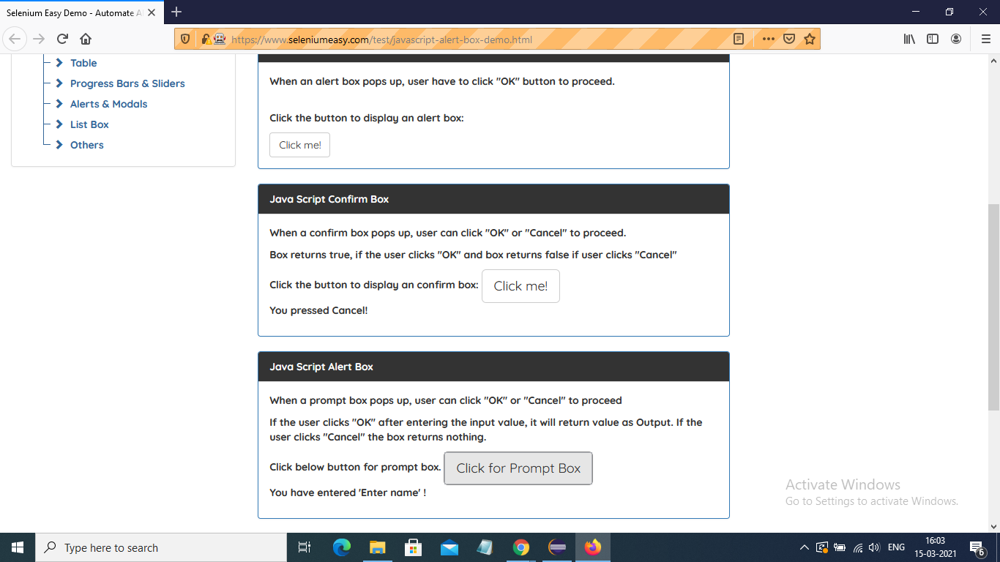 Selenium Easy Demo - Automate A
https://www.seleniumeasy.com/test/javascript-alert-box-demo.html
Table
Progress Bars & Sliders
Alerts & Modals
List Box
Others
When an alert box pops up, user have to click "OK" button to proceed.
Click the button to display an alert box:
Click me!
Java Script Confirm Box
When a confirm box pops up, user can click "OK" or "Cancel" to proceed.
Box returns true, if the user clicks "OK" and box returns false if user clicks "Cancel"
Click the button to display an confirm box: Click me!
You pressed Cancel!
Java Script Alert Box
When a prompt box pops up, user can click "OK" or "Cancel" to proceed
If the user clicks "OK" after entering the input value, it will return value as Output. If the
user clicks "Cancel" the box returns nothing.
Click below button for prompt box. Click for Prompt Box
You have entered 'Enter name' !
Activate Windows
Go to Settings to activate Windows.
Type here to search
ENG
16:03
15-03-2021
6